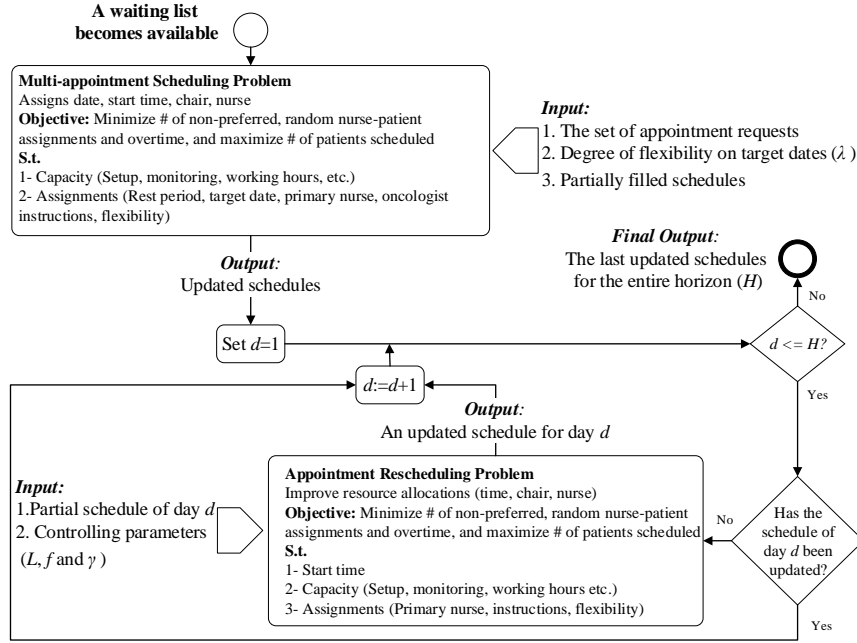 A waiting list
becomes available
Multi-appointment Scheduling Problem
Assigns date, start time, chair, nurse
Objective: Minimize # of non-preferred, random nurse-patient
assignments and overtime, and maximize # of patients scheduled
S.t.
1- Capacity (Setup, monitoring, working hours, etc.)
2- Assignments (Rest period, target date, primary nurse, oncologist
instructions, flexibility)
Input:
1. The set of appointment requests
2. Degree of flexibility on target dates (λ )
3. Partially filled schedules
Output:
Updated schedules
Final Output:
The last updated schedules
for the entire horizon (H)
No
Set d=1
d <= H?
d:=d+1
Yes
Output:
An updated schedule for day d
Input:
1.Partial schedule of day d
2. Controlling parameters
(L, f and γ )
Appointment Rescheduling Problem
Improve resource allocations (time, chair, nurse)
Objective: Minimize # of non-preferred, random nurse-patient
assignments and overtime, and maximize # of patients scheduled
S.t.
1- Start time
2- Capacity (Setup, monitoring, working hours etc.)
3- Assignments (Primary nurse, instructions, flexibility)
No
Has the
schedule of
day d been
updated?
Yes